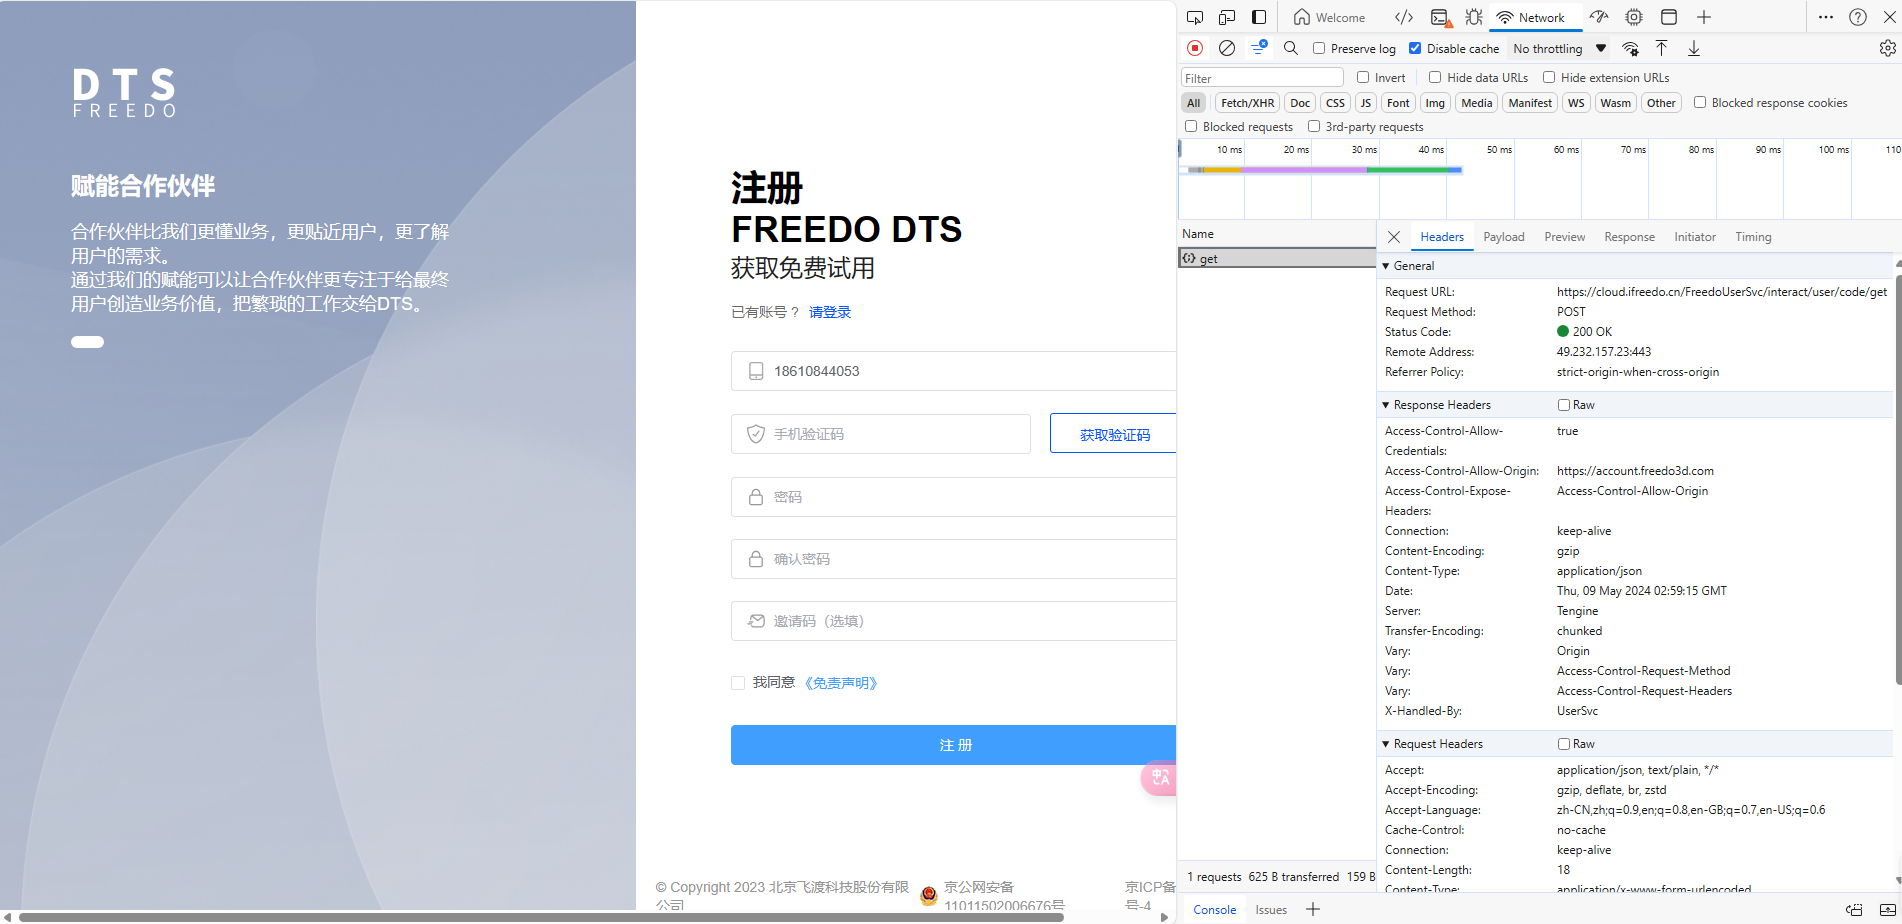 DTS
FREEDO
赋能合作伙伴
合作伙伴比我们更懂业务，更贴近用户，更了解
用户的需求。
通过我们的赋能可以让合作伙伴更专注于给最终
用户创造业务价值，把繁琐的工作交给DTS。
注册
FREEDO DTS
获取免费试用
已有账号？ 请登录
18610844053
手机验证码
获取验证码
密码
确认密码
邀请码（选填）
我同意 《免责声明》
注 册
© Copyright 2023 北京飞渡科技股份有限
公司
京公网安备
11011502006676号
京ICP备
号-4
Welcome
Network
Preserve log
Disable cache
No throttling
Filter
Invert
Hide data URLs
Hide extension URLs
All Fetch/XHR Doc CSS JS Font Img Media Manifest WS Wasm Other Blocked response cookies
Blocked requests 3rd-party requests
10 ms 20 ms 30 ms 40 ms 50 ms 60 ms 70 ms 80 ms 90 ms 100 ms 110
Name
get
Headers Payload Preview Response Initiator Timing
General
Request URL: https://cloud.ifreedo.cn/FreedoUserSvc/interact/user/code/get
Request Method: POST
Status Code: 200 OK
Remote Address: 49.232.157.23:443
Referrer Policy: strict-origin-when-cross-origin
Response Headers Raw
Access-Control-Allow- true
Credentials:
Access-Control-Allow-Origin: https://account.freedo3d.com
Access-Control-Expose- Access-Control-Allow-Origin
Headers:
Connection: keep-alive
Content-Encoding: gzip
Content-Type: application/json
Date: Thu, 09 May 2024 02:59:15 GMT
Server: Tengine
Transfer-Encoding: chunked
Vary: Origin
Vary: Access-Control-Request-Method
Vary: Access-Control-Request-Headers
X-Handled-By: UserSvc
Request Headers Raw
Accept: application/json, text/plain, */*
Accept-Encoding: gzip, deflate, br, zstd
Accept-Language: zh-CN,zh;q=0.9,en;q=0.8,en-GB;q=0.7,en-US;q=0.6
Cache-Control: no-cache
Connection: keep-alive
Content-Length: 18
Content-Type: application/x-www-form-urlencoded
1 requests 625 B transferred 159 B
Console Issues